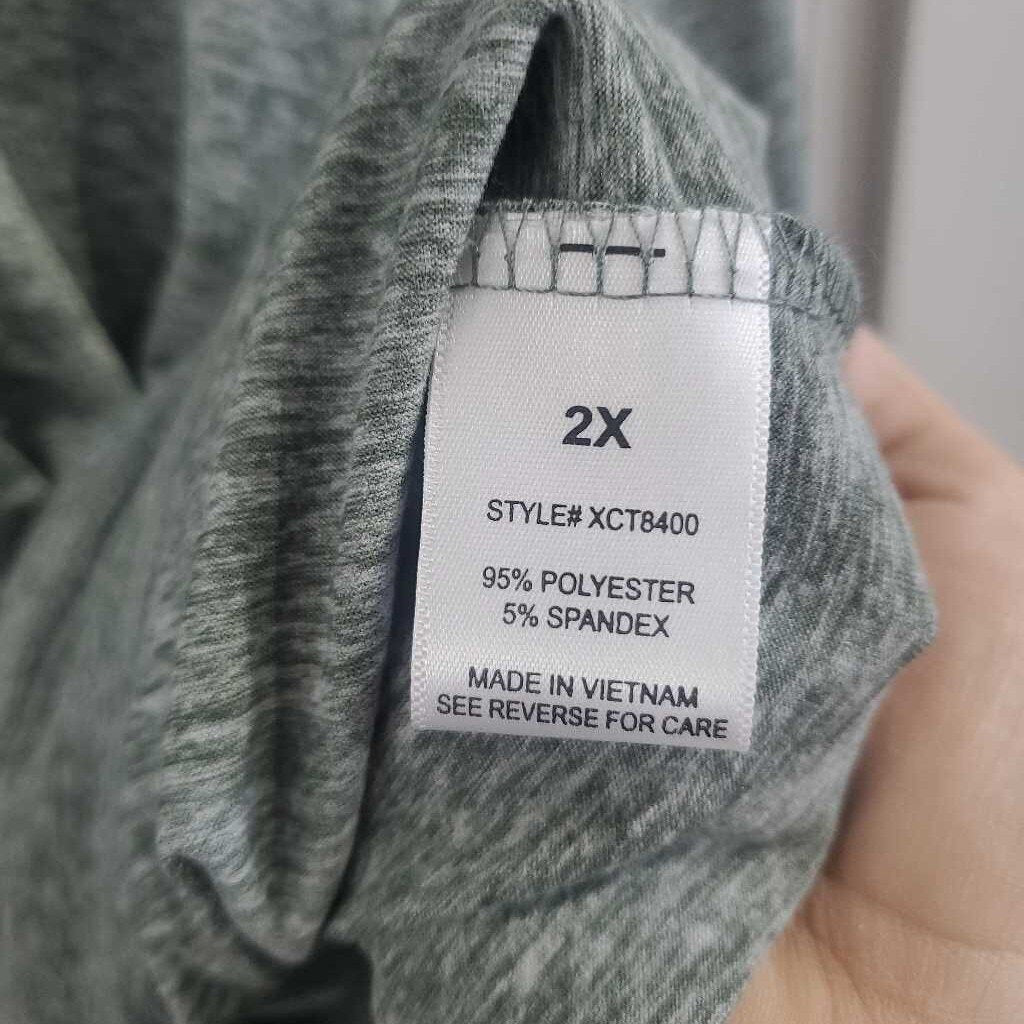 2X
STYLE# XCT8400
95% POLYESTER
5% SPANDEX
MADE IN VIETNAM
SEE REVERSE FOR CARE